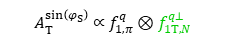 A_T^{sin(φ_S)} ∝ f_{1,π}^q ⊗ f_{1T,N}^{q⊥}